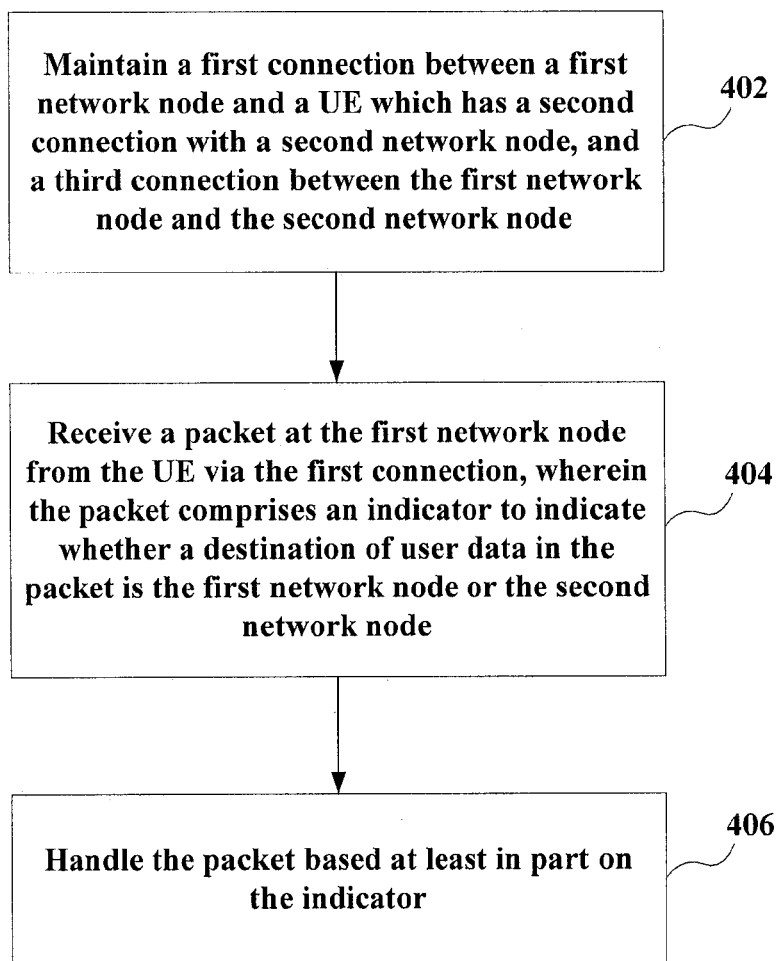 Maintain a first connection between a first
network node and a UE which has a second
connection with a second network node, and
a third connection between the first network
node and the second network node
402
Receive a packet at the first network node
from the UE via the first connection, wherein
the packet comprises an indicator to indicate
whether a destination of user data in the
packet is the first network node or the second
network node
404
Handle the packet based at least in part on
the indicator
406